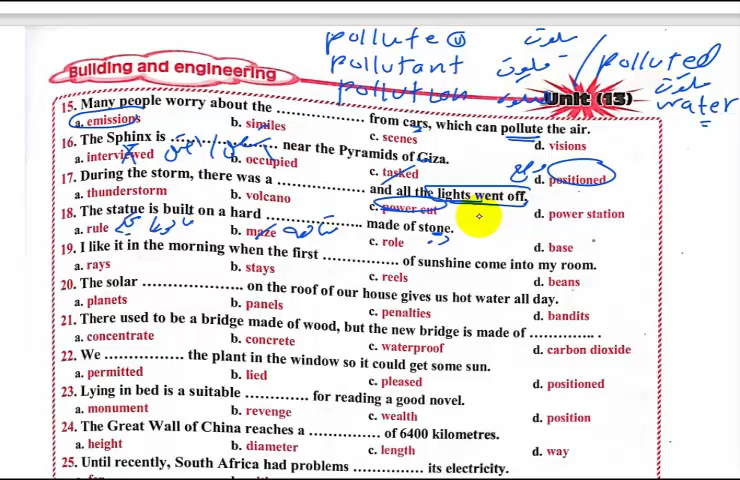 pollute (v) تلوث
pollutant ملوث / polluted ملوث
pollution water
Building and engineering
Unit (13)
15. Many people worry about the .................. from cars, which can pollute the air.
a. emissions b. similes c. scenes d. visions
16. The Sphinx is .................. near the Pyramids of Giza.
a. interviewed b. occupied c. tasked d. positioned
17. During the storm, there was a .................. and all the lights went off.
a. thunderstorm b. volcano c. power cut d. power station
18. The statue is built on a hard .................. made of stone.
a. rule b. maze متاهة c. role دور d. base
19. I like it in the morning when the first .................. of sunshine come into my room.
a. rays b. stays c. reels d. beans
20. The solar .................. on the roof of our house gives us hot water all day.
a. planets b. panels c. penalties d. bandits
21. There used to be a bridge made of wood, but the new bridge is made of .................. .
a. concentrate b. concrete c. waterproof d. carbon dioxide
22. We .................. the plant in the window so it could get some sun.
a. permitted b. lied c. pleased d. positioned
23. Lying in bed is a suitable .................. for reading a good novel.
a. monument b. revenge c. wealth d. position
24. The Great Wall of China reaches a .................. of 6400 kilometres.
a. height b. diameter c. length d. way
25. Until recently, South Africa had problems .................. its electricity.